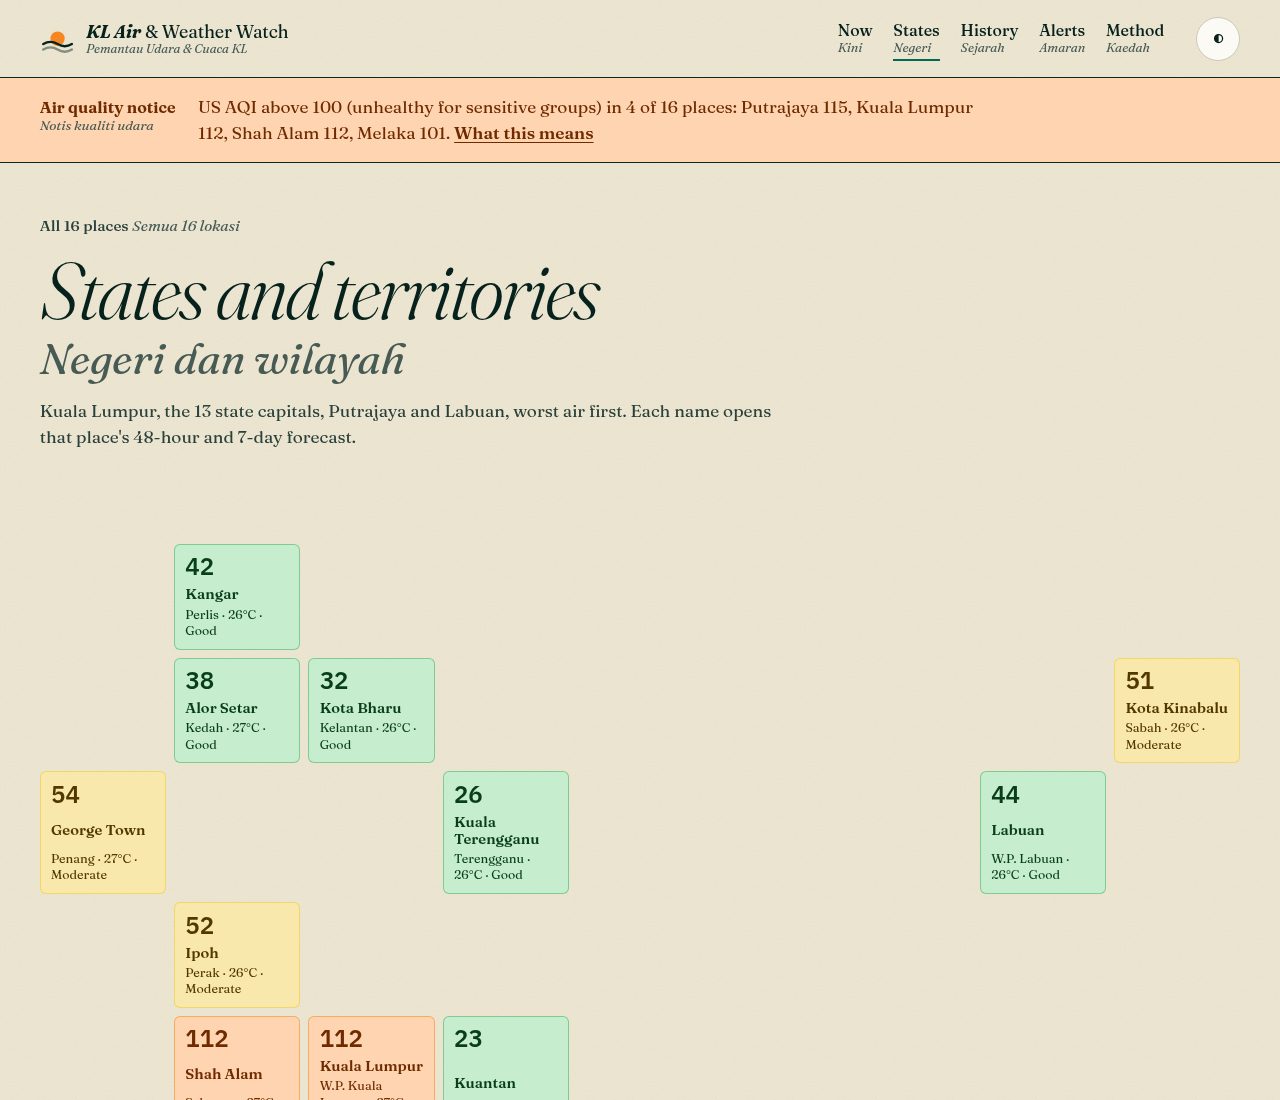 KL Air & Weather Watch
Pemantau Udara & Cuaca KL
Now
Kini
States
Negeri
History
Sejarah
Alerts
Amaran
Method
Kaedah
Air quality notice
Notis kualiti udara
US AQI above 100 (unhealthy for sensitive groups) in 4 of 16 places: Putrajaya 115, Kuala Lumpur
112, Shah Alam 112, Melaka 101. What this means
All 16 places Semua 16 lokasi
States and territories
Negeri dan wilayah
Kuala Lumpur, the 13 state capitals, Putrajaya and Labuan, worst air first. Each name opens
that place's 48-hour and 7-day forecast.
42
Kangar
Perlis · 26°C ·
Good
38
Alor Setar
Kedah · 27°C ·
Good
32
Kota Bharu
Kelantan · 26°C ·
Good
51
Kota Kinabalu
Sabah · 26°C ·
Moderate
54
George Town
Penang · 27°C ·
Moderate
26
Kuala
Terengganu
Terengganu ·
26°C · Good
44
Labuan
W.P. Labuan ·
26°C · Good
52
Ipoh
Perak · 26°C ·
Moderate
112
Shah Alam
112
Kuala Lumpur
W.P. Kuala
23
Kuantan